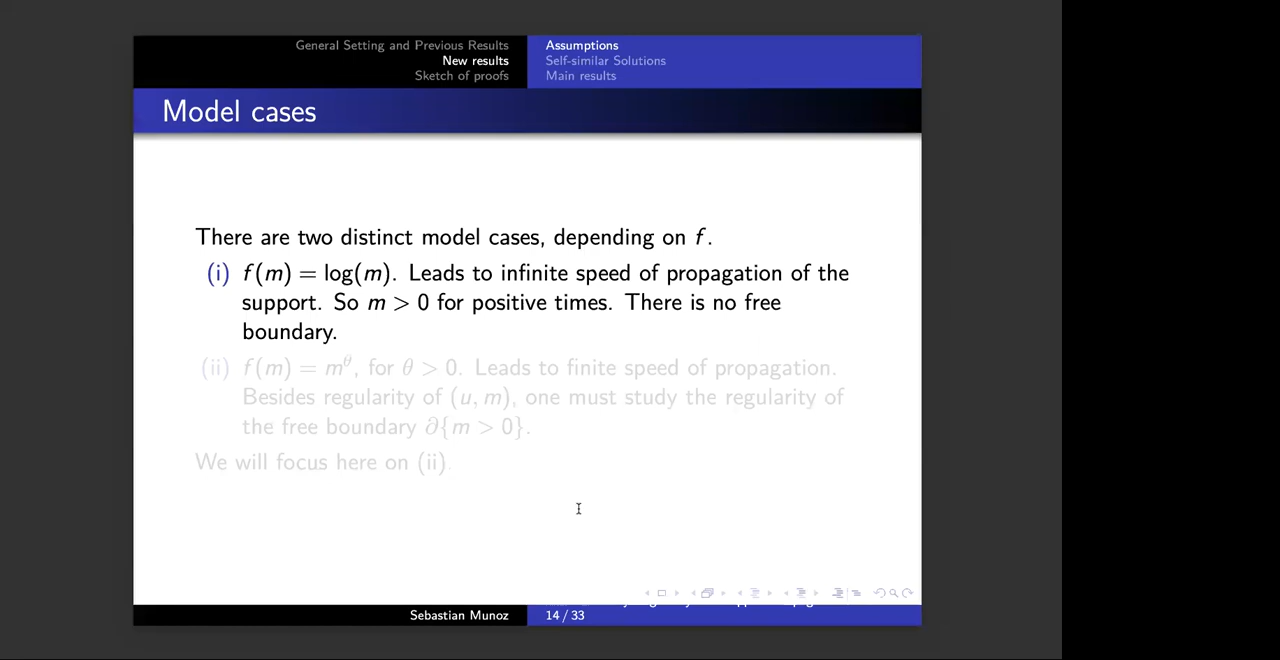 General Setting and Previous Results
New results
Sketch of proofs
Assumptions
Self-similar Solutions
Main results
Model cases
There are two distinct model cases, depending on f.
(i) f(m) = log(m). Leads to infinite speed of propagation of the
support. So m > 0 for positive times. There is no free
boundary.
(ii) f(m) = m^θ, for θ > 0. Leads to finite speed of propagation.
Besides regularity of (u, m), one must study the regularity of
the free boundary ∂{m > 0}.
We will focus here on (ii).
Sebastian Munoz
14 / 33